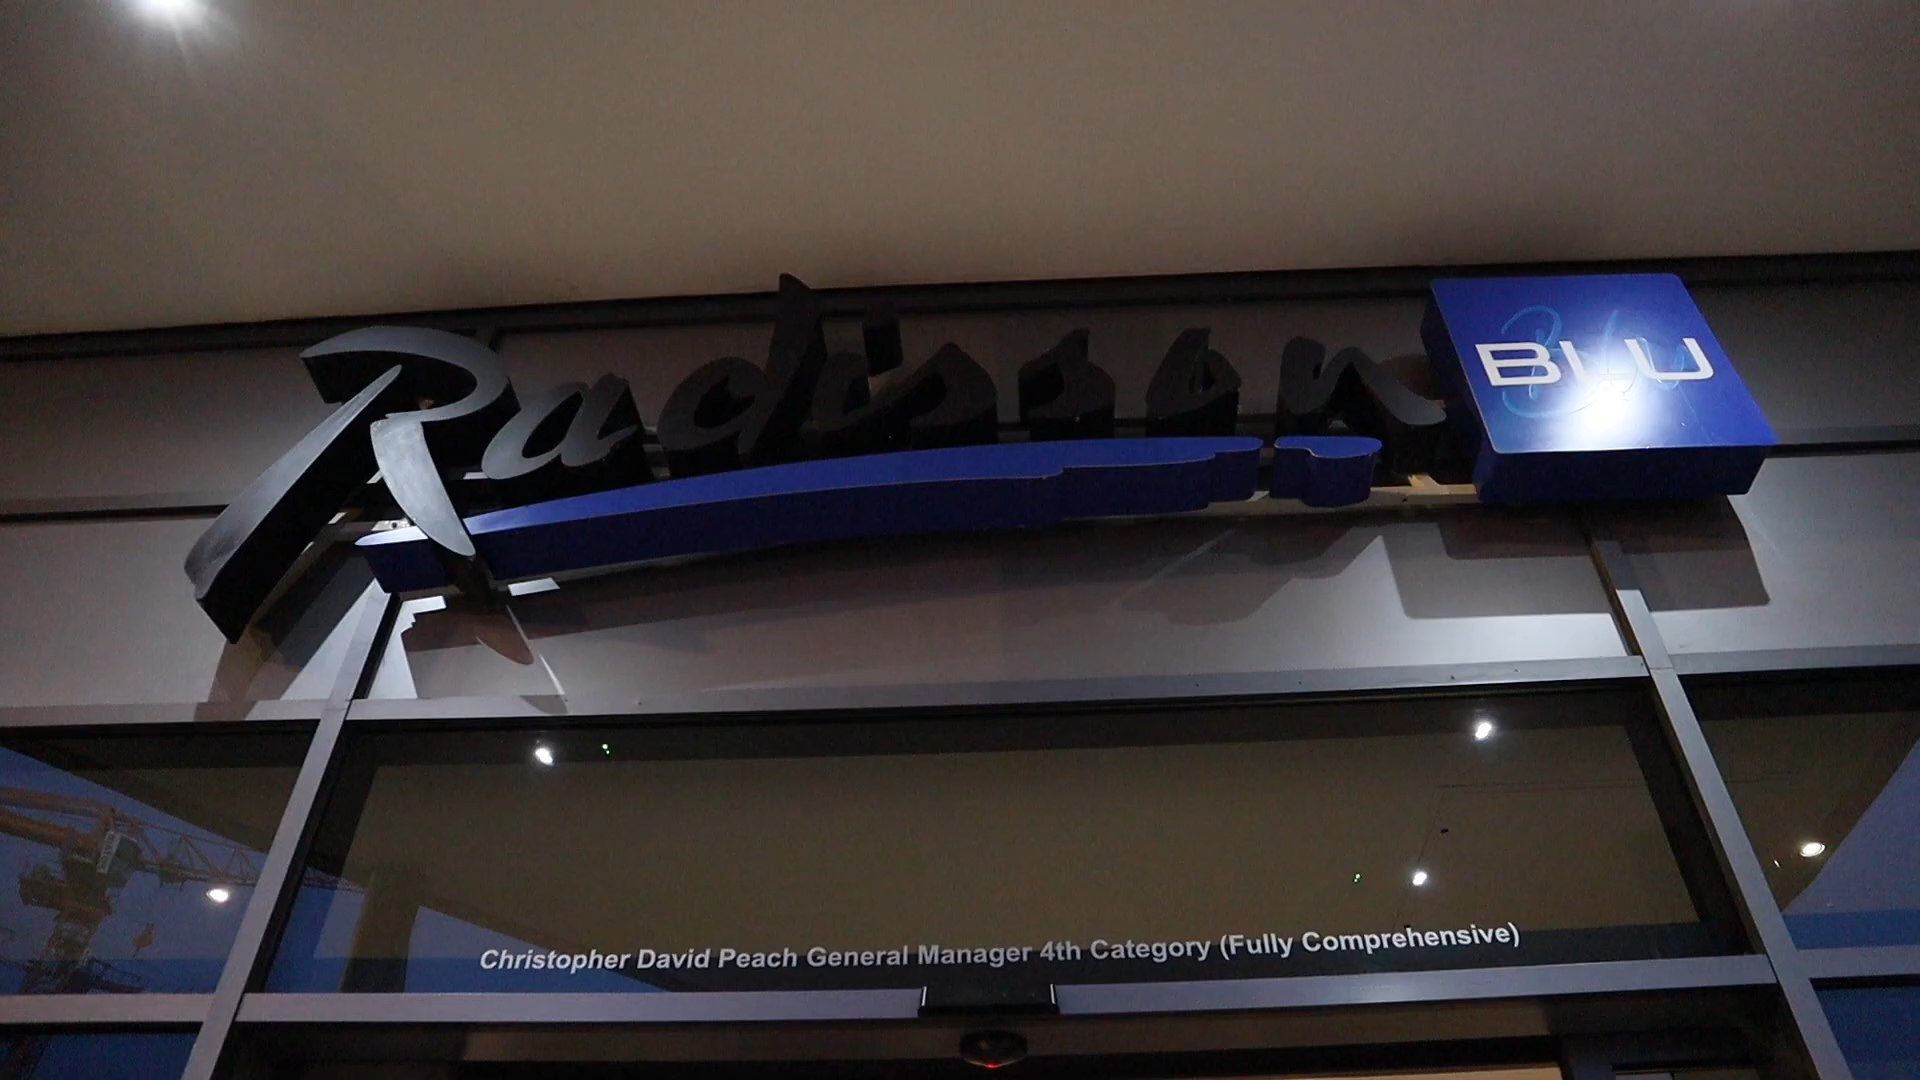 Radisson BLU
Christopher David Peach General Manager 4th Category (Fully Comprehensive)